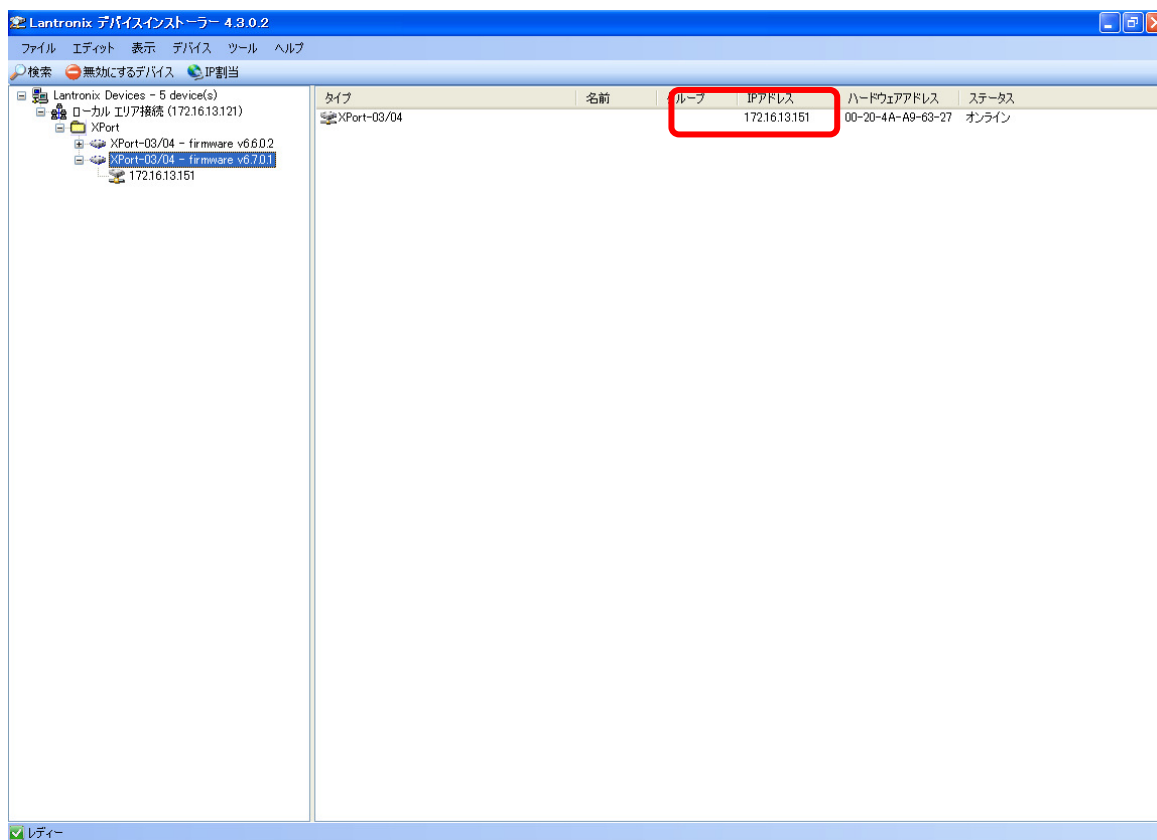 Lantronix デバイスインストーラー 4.3.0.2
ファイル エディット 表示 デバイス ツール ヘルプ
検索 無効にするデバイス IP割当
Lantronix Devices - 5 device(s)
ローカル エリア接続 (172.16.13.121)
XPort
XPort-03/04 - firmware v6.6.0.2
XPort-03/04 - firmware v6.7.0.1
172.16.13.151
タイプ 名前 グループ IPアドレス ハードウェアアドレス ステータス
XPort-03/04 172.16.13.151 00-20-4A-A9-63-27 オンライン
レディー